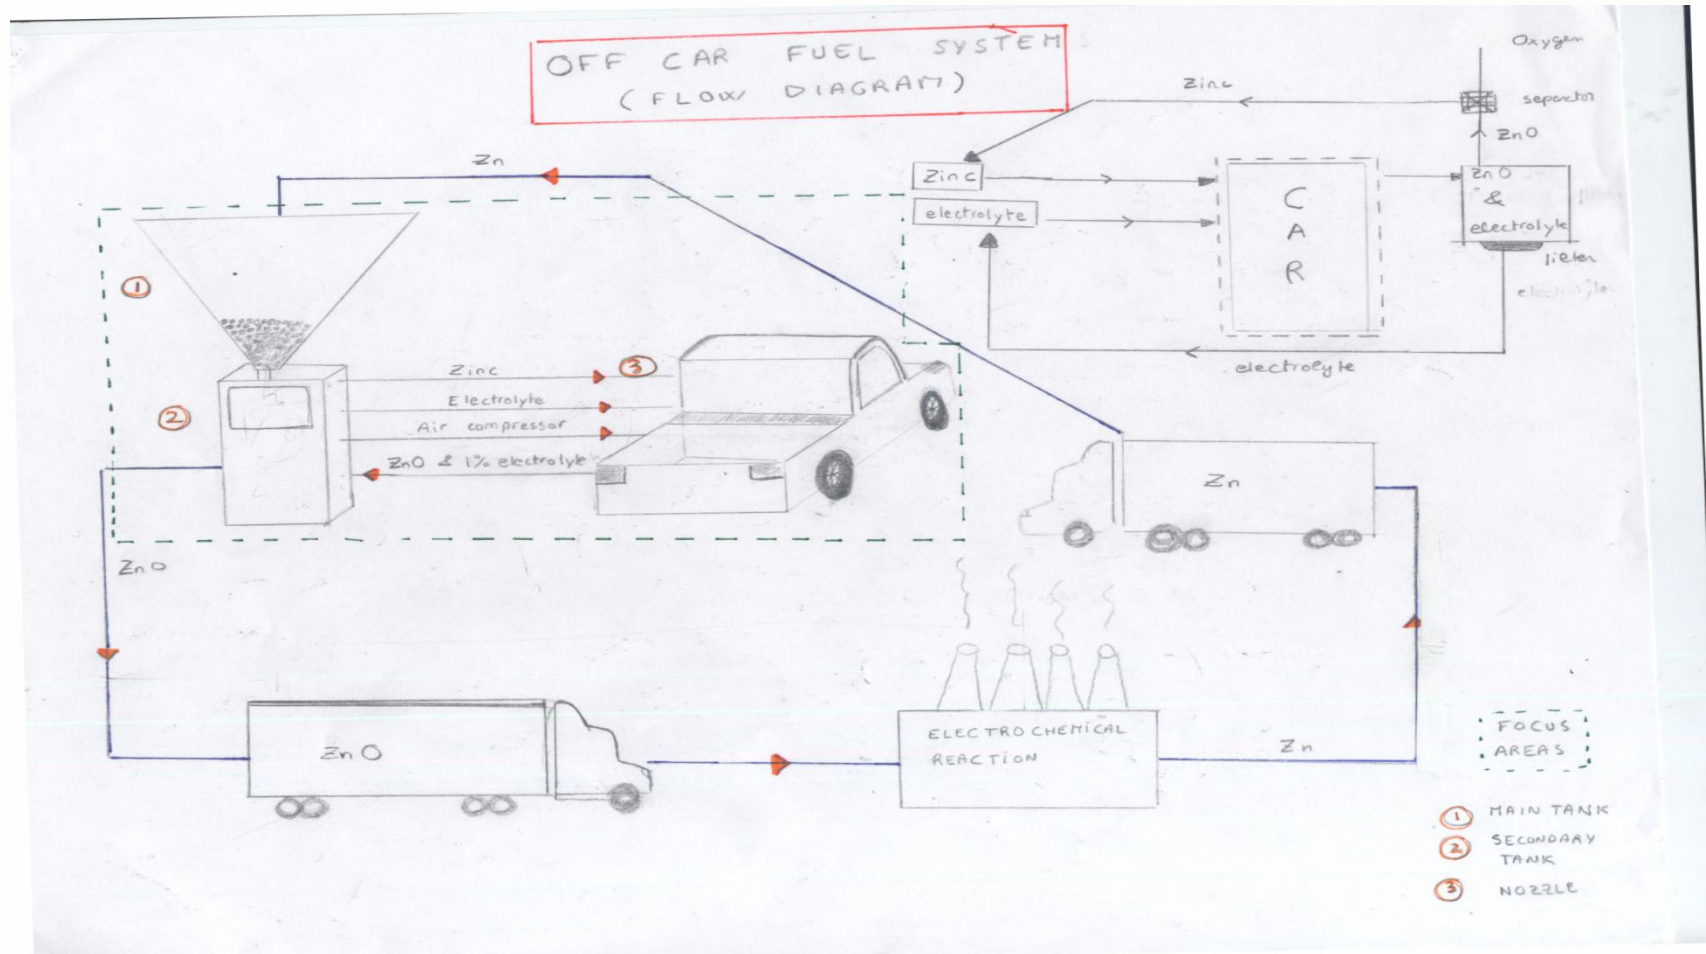 OFF CAR FUEL SYSTEM
( FLOW DIAGRAM )
Oxygen
Zinc
seperator
ZnO
Zn
Zinc
electrolyte
C
A
R
ZnO
&
electrolyte
electrolyte
electrolyte
1
2
3
Zinc
Electrolyte
Air compressor
ZnO & 1% electrolyte
Zn
ZnO
ZnO
ELECTROCHEMICAL
REACTION
Zn
FOCUS
AREAS
1 MAIN TANK
2 SECONDARY
TANK
3 NOZZLE